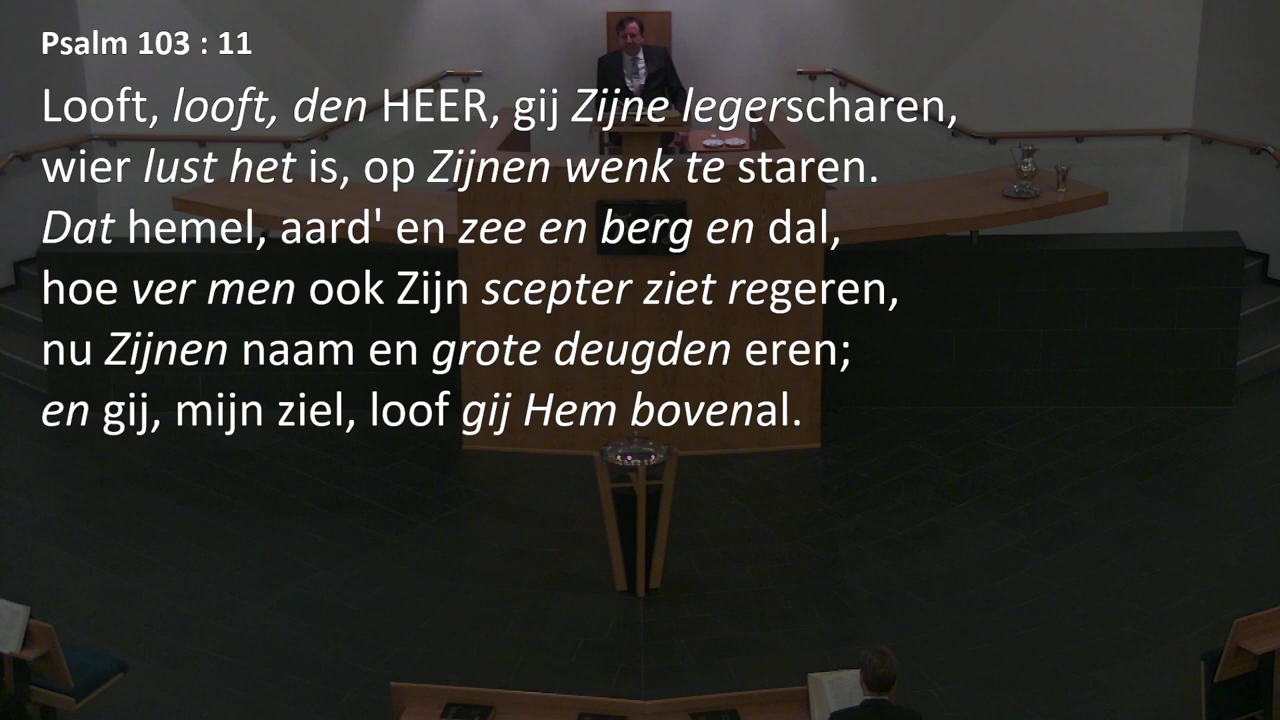 Psalm 103 : 11
Looft, looft, den HEER, gij Zijne legerscharen,
wier lust het is, op Zijnen wenk te staren.
Dat hemel, aard' en zee en berg en dal,
hoe ver men ook Zijn scepter ziet regeren,
nu Zijnen naam en grote deugden eren;
en gij, mijn ziel, loof gij Hem bovenal.